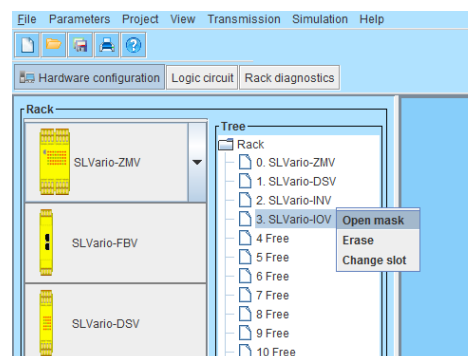 File Parameters Project View Transmission Simulation Help
Hardware configuration Logic circuit Rack diagnostics
Rack
SLVario-ZMV
SLVario-FBV
SLVario-DSV
Tree
Rack
0. SLVario-ZMV
1. SLVario-DSV
2. SLVario-INV
3. SLVario-IOV
4 Free
5 Free
6 Free
7 Free
8 Free
9 Free
10 Free
Open mask
Erase
Change slot